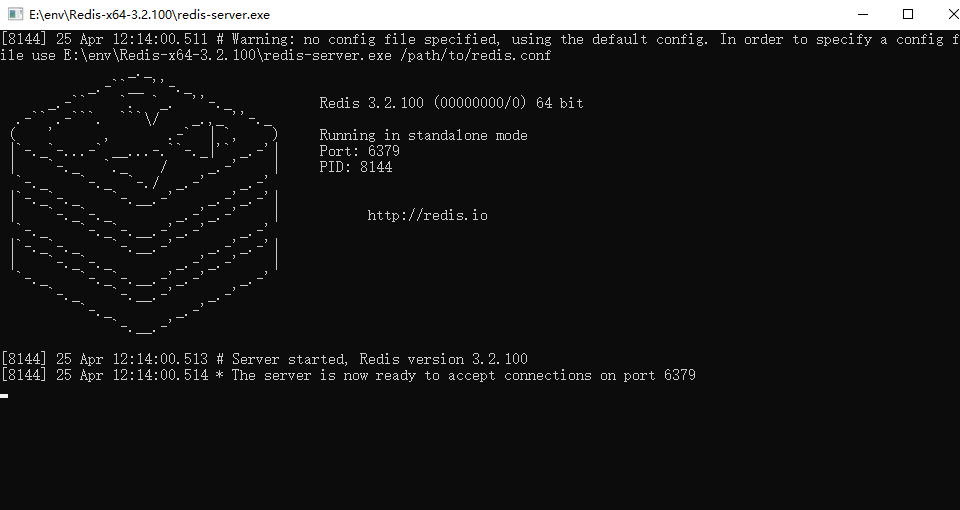 E:\env\Redis-x64-3.2.100\redis-server.exe
[8144] 25 Apr 12:14:00.511 # Warning: no config file specified, using the default config. In order to specify a config f
ile use E:\env\Redis-x64-3.2.100\redis-server.exe /path/to/redis.conf
Redis 3.2.100 (00000000/0) 64 bit
Running in standalone mode
Port: 6379
PID: 8144
http://redis.io
[8144] 25 Apr 12:14:00.513 # Server started, Redis version 3.2.100
[8144] 25 Apr 12:14:00.514 * The server is now ready to accept connections on port 6379